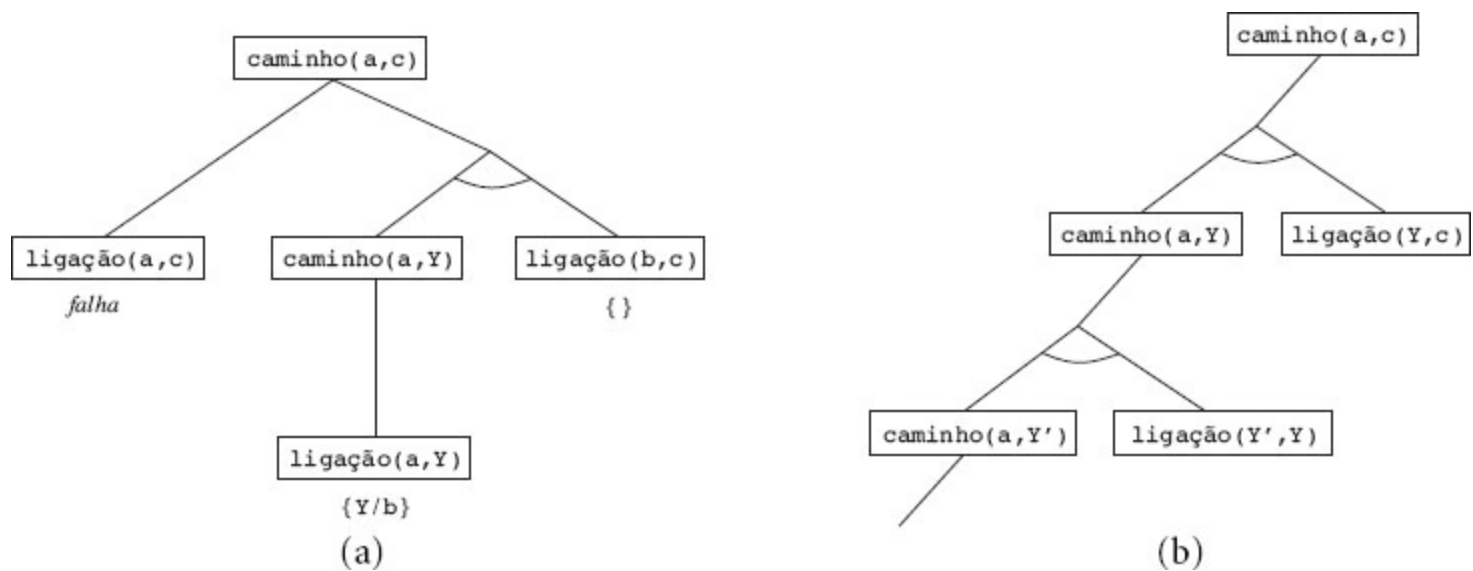 caminho(a,c)
ligação(a,c)
caminho(a,Y)
ligação(b,c)
falha
{ }
ligação(a,Y)
{Y/b}
(a)
caminho(a,c)
caminho(a,Y)
ligação(Y,c)
caminho(a,Y’)
ligação(Y’,Y)
(b)